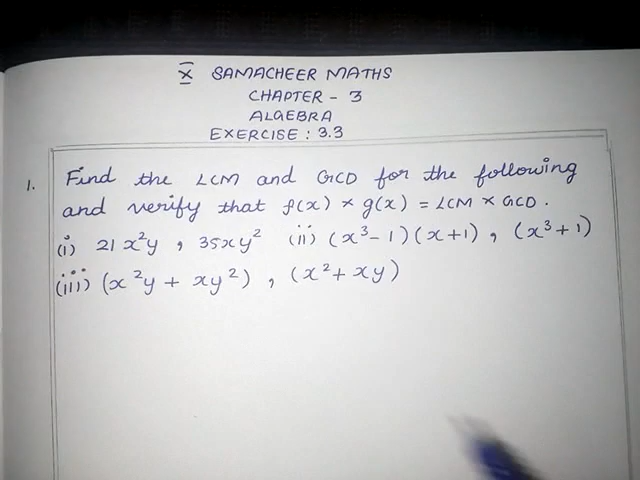 X SAMACHEER MATHS
CHAPTER - 3
ALGEBRA
EXERCISE : 3.3
1. Find the LCM and GCD for the following
and verify that f(x) × g(x) = LCM × GCD.
(i) 21x²y , 35xy² (ii) (x³-1)(x+1) , (x³+1)
(iii) (x²y + xy²) , (x²+xy)